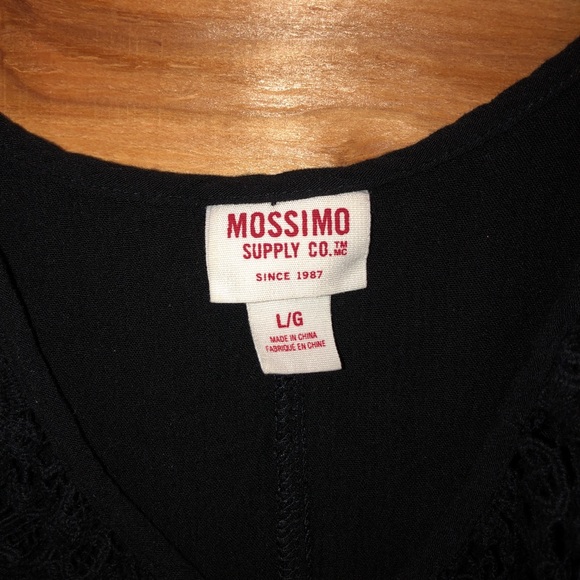 MOSSIMO
SUPPLY CO.™ MC
SINCE 1987
L/G
MADE IN CHINA
FABRIQUÉ EN CHINE